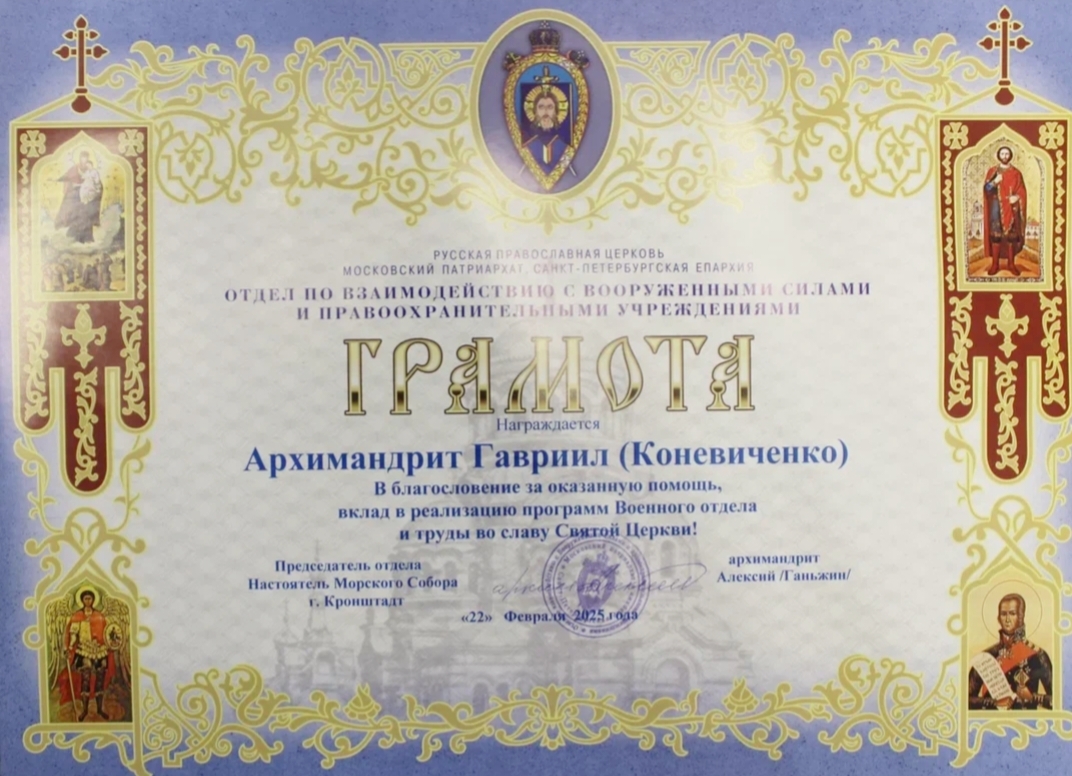 РУССКАЯ ПРАВОСЛАВНАЯ ЦЕРКОВЬ
МОСКОВСКИЙ ПАТРИАРХАТ, САНКТ-ПЕТЕРБУРГСКАЯ ЕПАРХИЯ
ОТДЕЛ ПО ВЗАИМОДЕЙСТВИЮ С ВООРУЖЕННЫМИ СИЛАМИ
И ПРАВООХРАНИТЕЛЬНЫМИ УЧРЕЖДЕНИЯМИ
ГРАМОТА
Награждается
Архимандрит Гавриил (Коневиченко)
В благословение за оказанную помощь,
вклад в реализацию программ Военного отдела
и труды во славу Святой Церкви!
Председатель отдела
Настоятель Морского Собора
г. Кронштадт
архимандрит
Алексий /Ганьжин/
«22» Февраля 2025 года